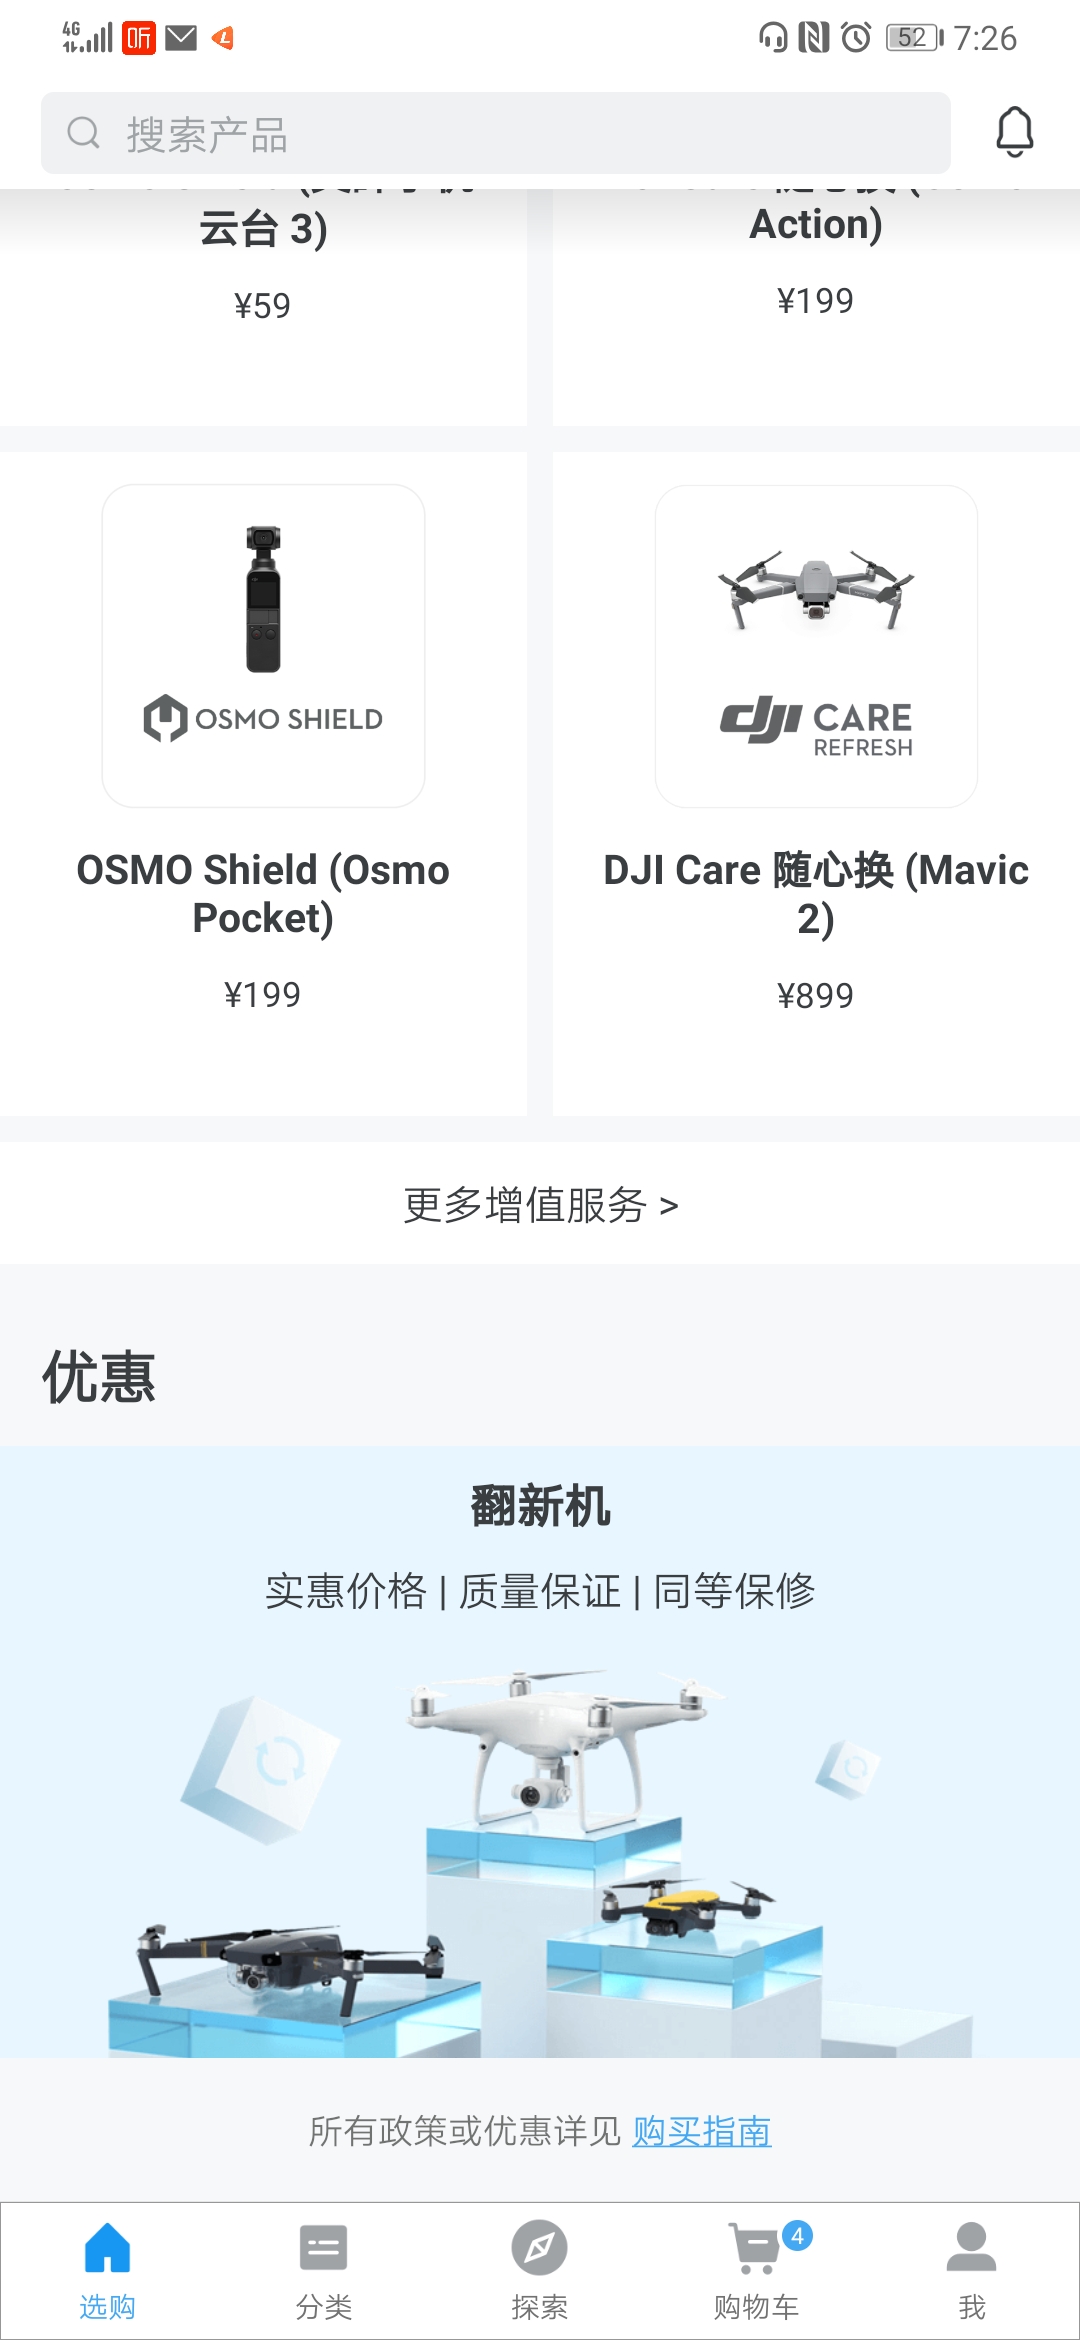 4G 听 52 7:26
搜索产品
云台 3)
Action)
¥59
¥199
OSMO SHIELD
dji CARE
REFRESH
OSMO Shield (Osmo
Pocket)
¥199
DJI Care 随心换 (Mavic
2)
¥899
更多增值服务 >
优惠
翻新机
实惠价格 | 质量保证 | 同等保修
所有政策或优惠详见 购买指南
4
选购 分类 探索 购物车 我